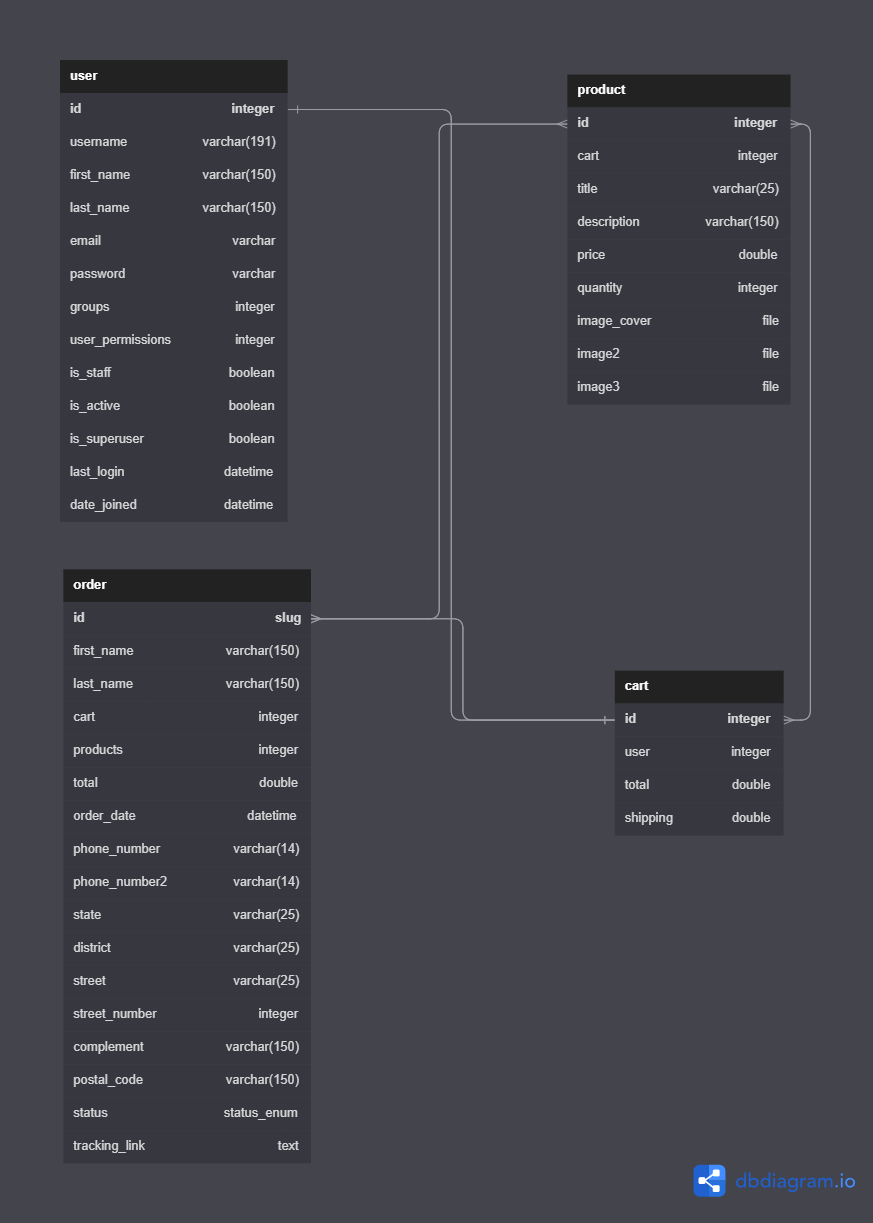 user
id integer
username varchar(191)
first_name varchar(150)
last_name varchar(150)
email varchar
password varchar
groups integer
user_permissions integer
is_staff boolean
is_active boolean
is_superuser boolean
last_login datetime
date_joined datetime
product
id integer
cart integer
title varchar(25)
description varchar(150)
price double
quantity integer
image_cover file
image2 file
image3 file
order
id slug
first_name varchar(150)
last_name varchar(150)
cart integer
products integer
total double
order_date datetime
phone_number varchar(14)
phone_number2 varchar(14)
state varchar(25)
district varchar(25)
street varchar(25)
street_number integer
complement varchar(150)
postal_code varchar(150)
status status_enum
tracking_link text
cart
id integer
user integer
total double
shipping double
dbdiagram.io